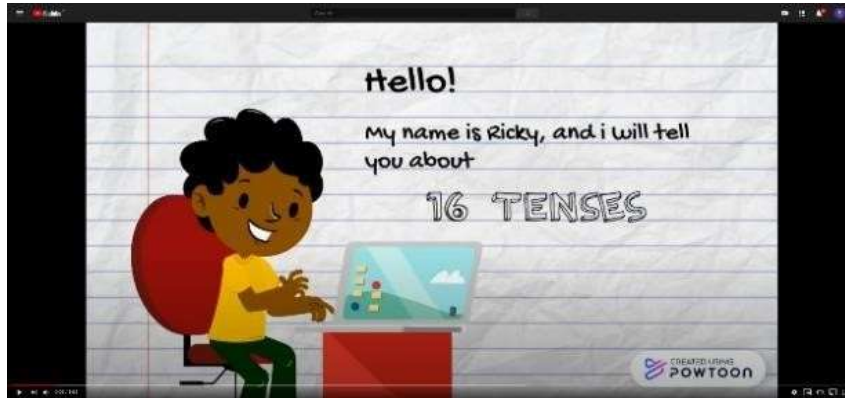 Hello!
My name is Ricky, and i will tell
you about
16 TENSES
CREATED USING
POWTOON